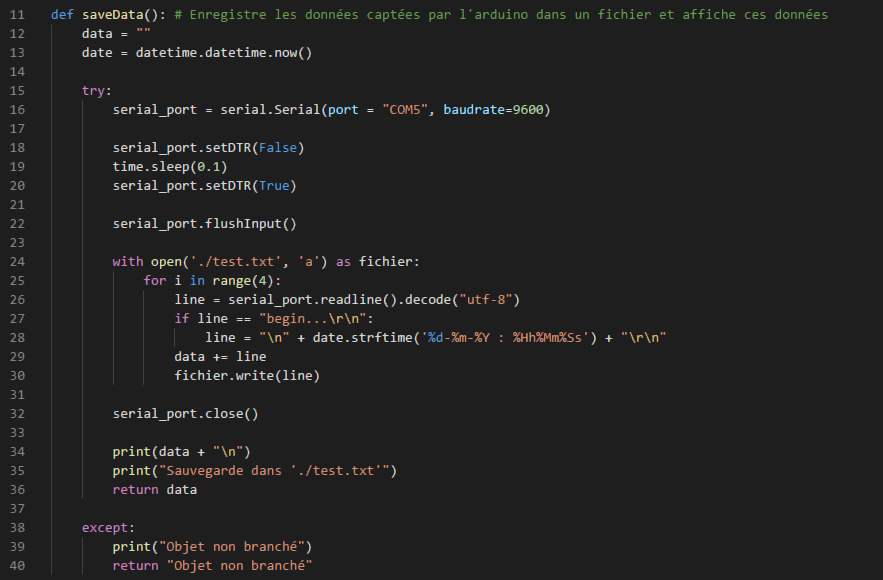 11 def saveData(): # Enregistre les données captées par l'arduino dans un fichier et affiche ces données
12     data = ""
13     date = datetime.datetime.now()
14
15     try:
16         serial_port = serial.Serial(port = "COM5", baudrate=9600)
17
18         serial_port.setDTR(False)
19         time.sleep(0.1)
20         serial_port.setDTR(True)
21
22         serial_port.flushInput()
23
24         with open('./test.txt', 'a') as fichier:
25             for i in range(4):
26                 line = serial_port.readline().decode("utf-8")
27                 if line == "begin...\r\n":
28                     line = "\n" + date.strftime('%d-%m-%Y : %Hh%Mm%Ss') + "\r\n"
29                 data += line
30                 fichier.write(line)
31
32         serial_port.close()
33
34         print(data + "\n")
35         print("Sauvegarde dans './test.txt'")
36         return data
37
38     except:
39         print("Objet non branché")
40         return "Objet non branché"